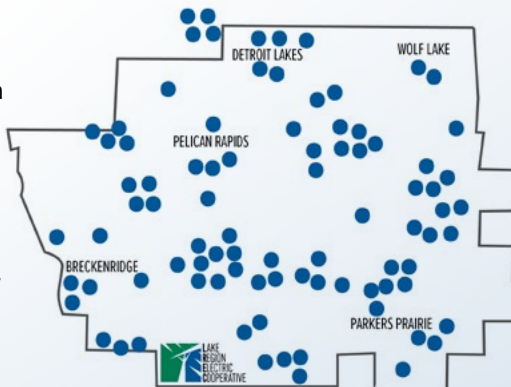 DETROIT LAKES
WOLF LAKE
PELICAN RAPIDS
BRECKENRIDGE
PARKERS PRAIRIE
LAKE
REGION
ELECTRIC
COOPERATIVE